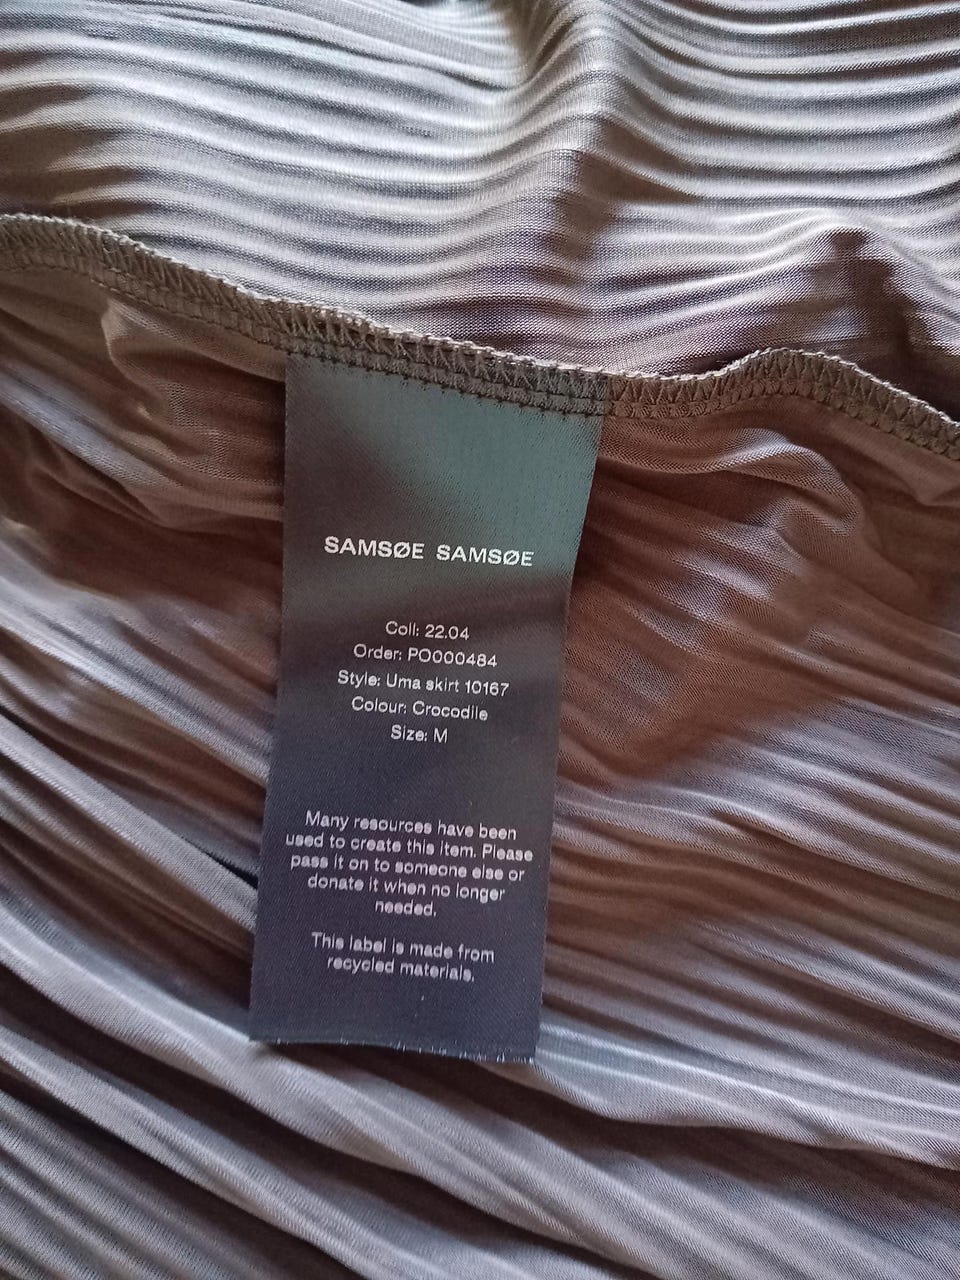 SAMSØE SAMSØE
Coll: 22.04
Order: PO000484
Style: Uma skirt 10167
Colour: Crocodile
Size: M
Many resources have been
used to create this item. Please
pass it on to someone else or
donate it when no longer
needed.
This label is made from
recycled materials.